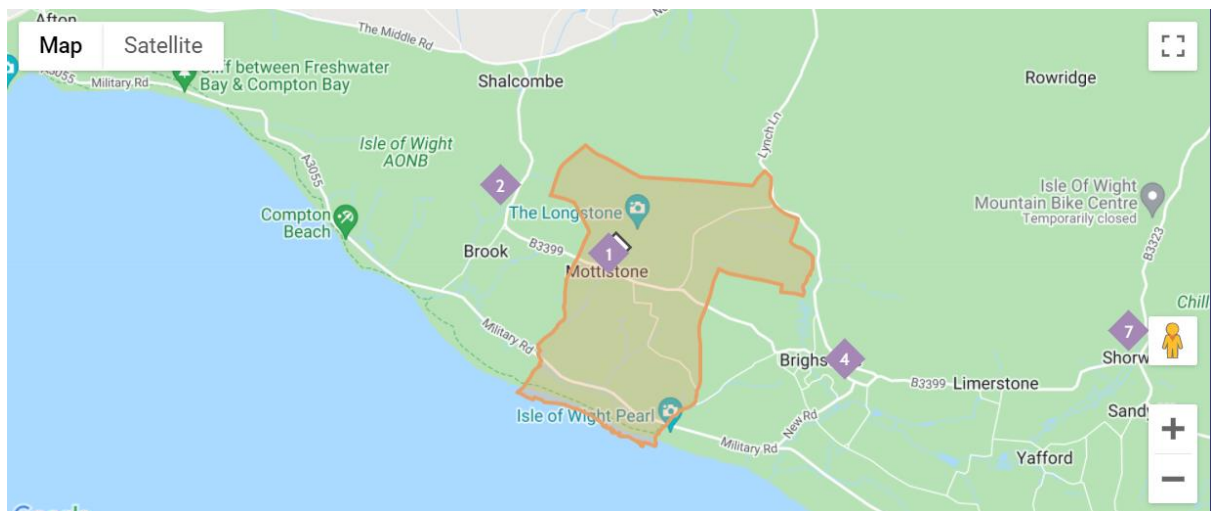 Afton
Map
Satellite
The Middle Rd
A3055
Military Rd
Cliff between Freshwater
Bay & Compton Bay
Shalcombe
Rowridge
Lynch Ln
Isle of Wight
AONB
A3055
2
The Longstone
Isle Of Wight
Mountain Bike Centre
Temporarily closed
Compton
Beach
Brook
B3399
1
Mottistone
B3323
Chill
Military Rd
7
4
Brighs
Shorw
B3399
Limerstone
Isle of Wight Pearl
New Rd
Sandy
Military Rd
Yafford